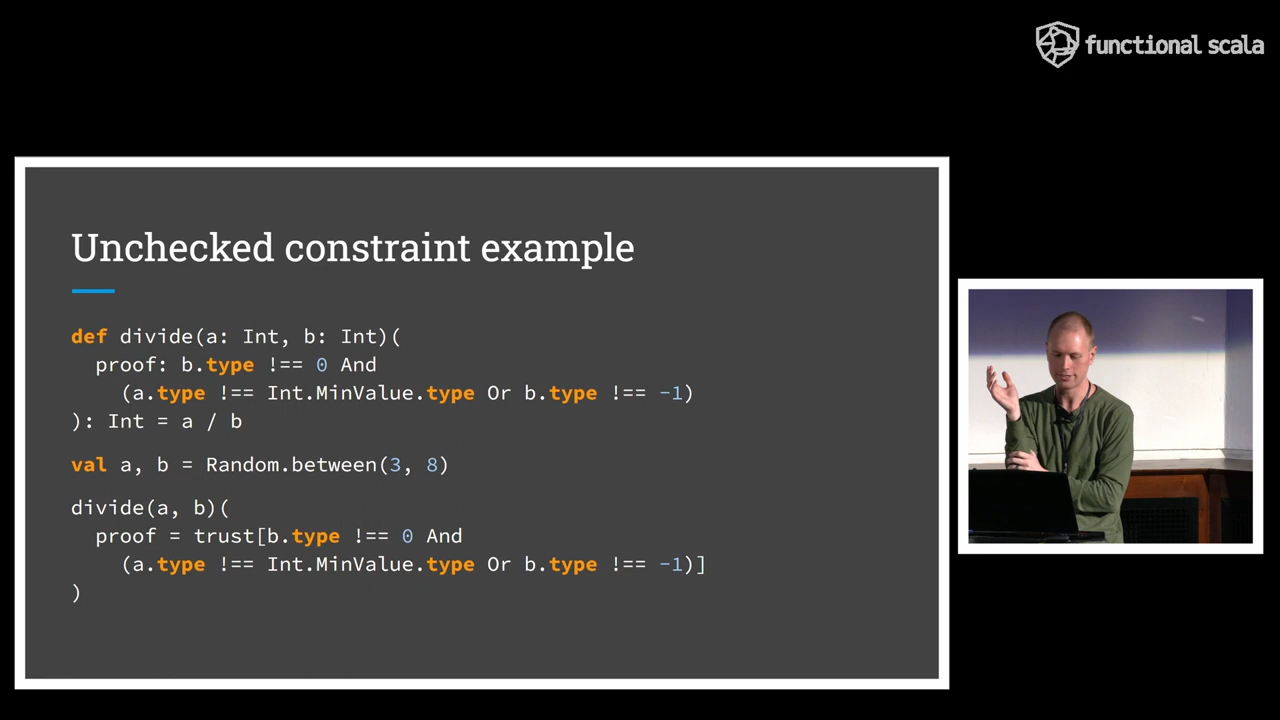 functional scala
Unchecked constraint example
def divide(a: Int, b: Int)(
  proof: b.type !== 0 And
    (a.type !== Int.MinValue.type Or b.type !== -1)
): Int = a / b
val a, b = Random.between(3, 8)
divide(a, b)(
  proof = trust[b.type !== 0 And
    (a.type !== Int.MinValue.type Or b.type !== -1)]
)